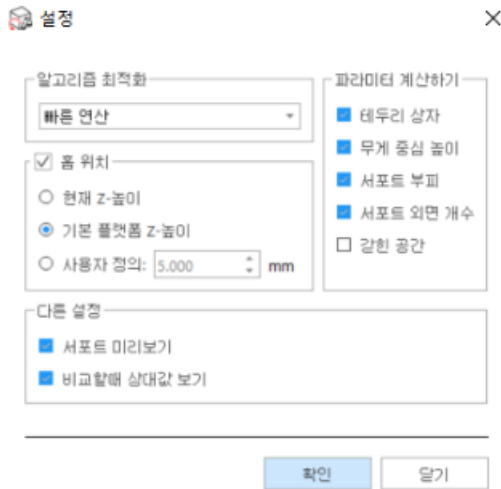 설정
알고리즘 최적화
빠른 연산
홈 위치
현재 Z-높이
기본 플랫폼 Z-높이
사용자 정의: 5.000 mm
파라미터 계산하기
테두리 상자
무게 중심 높이
서포트 부피
서포트 외면 개수
갇힌 공간
다른 설정
서포트 미리보기
비교할때 상대값 보기
확인
닫기